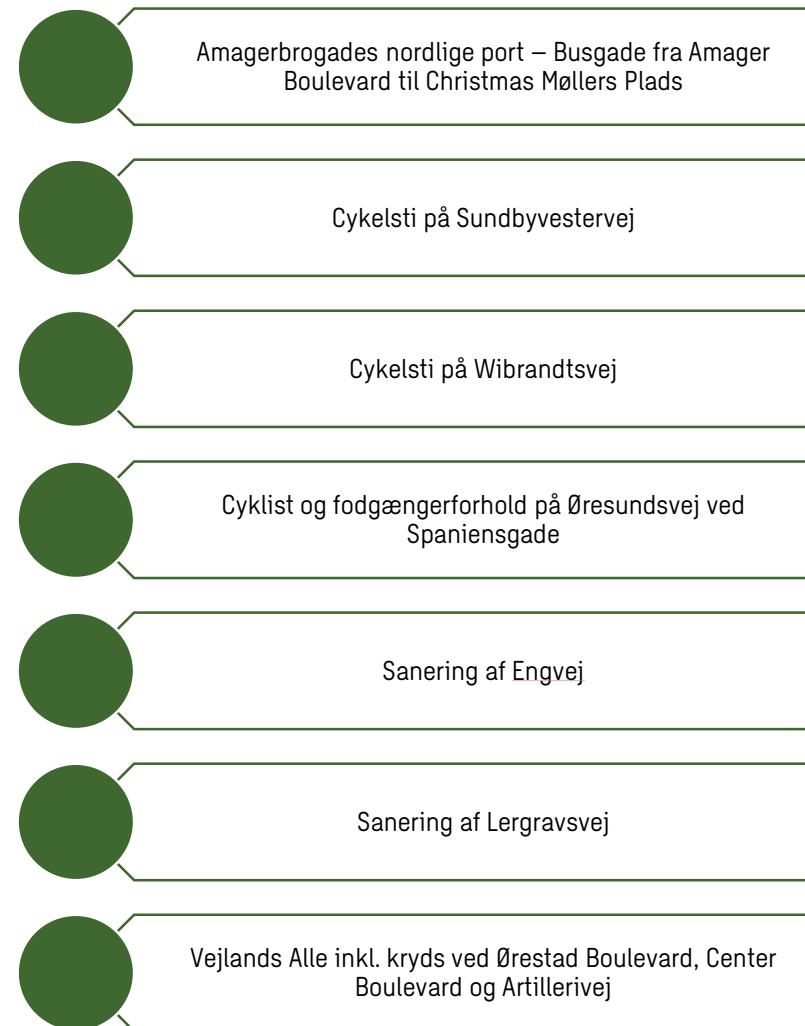 Amagerbrogades nordlige port – Busgade fra Amager
Boulevard til Christmas Møllers Plads
Cykelsti på Sundbyvestervej
Cykelsti på Wibrandtsvej
Cyklist og fodgængerforhold på Øresundsvej ved
Spaniensgade
Sanering af Engvej
Sanering af Lergravsvej
Vejlands Alle inkl. kryds ved Ørestad Boulevard, Center
Boulevard og Artillerivej